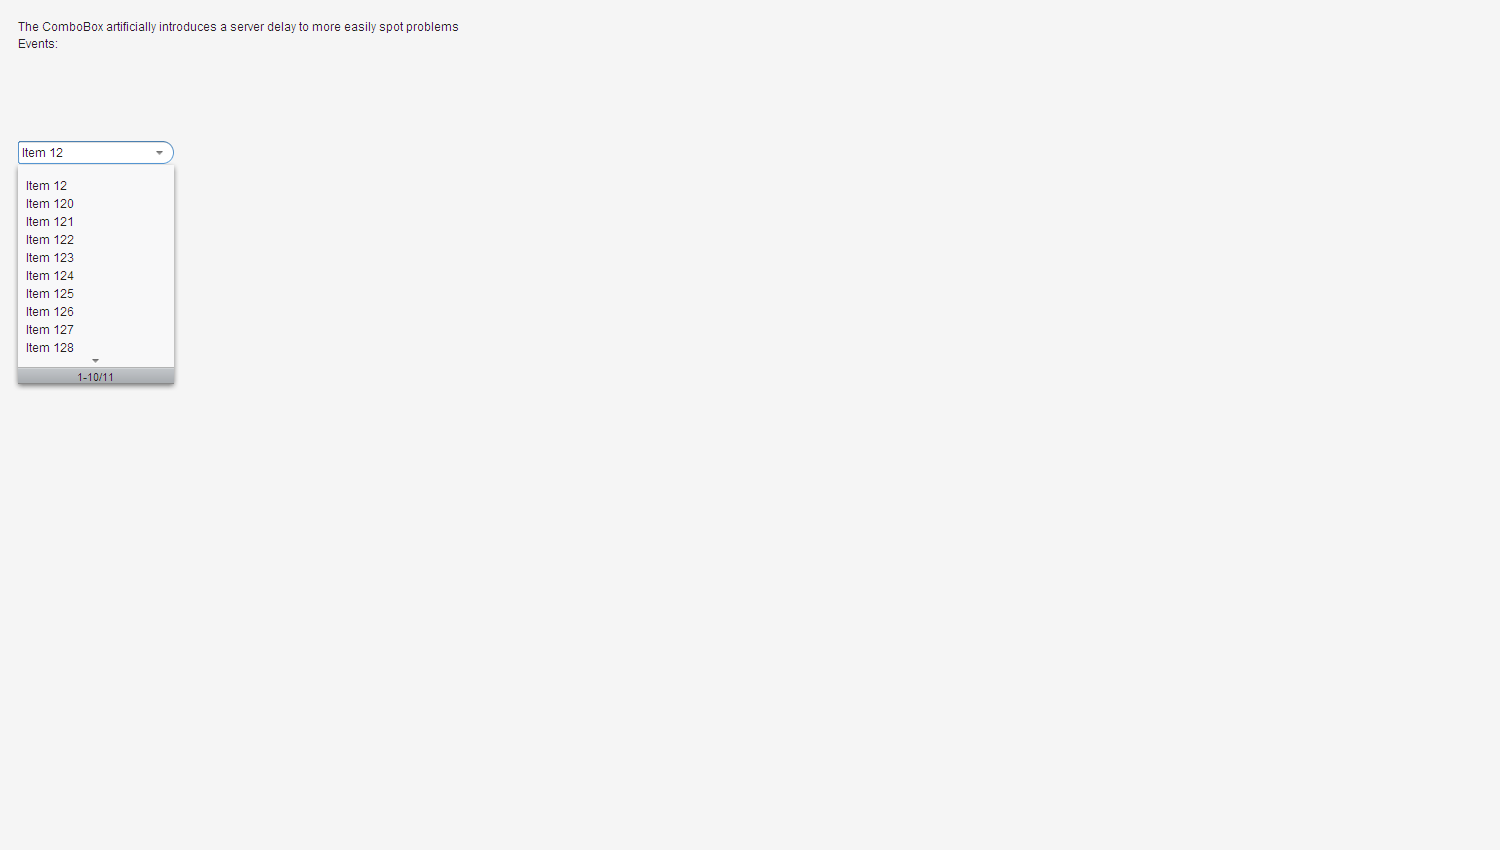 The ComboBox artificially introduces a server delay to more easily spot problems
Events:
Item 12
Item 12
Item 120
Item 121
Item 122
Item 123
Item 124
Item 125
Item 126
Item 127
Item 128
1-10/11